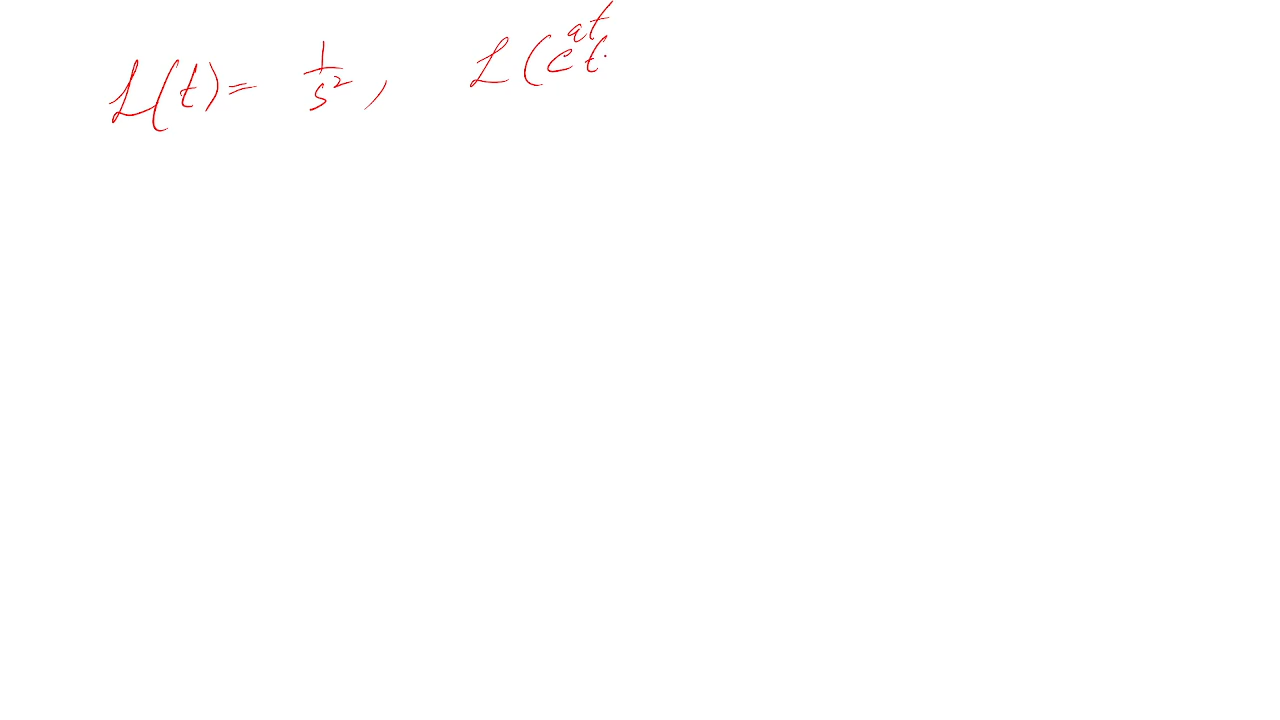 ℒ(t) = 1/s², ℒ(e^{at} t